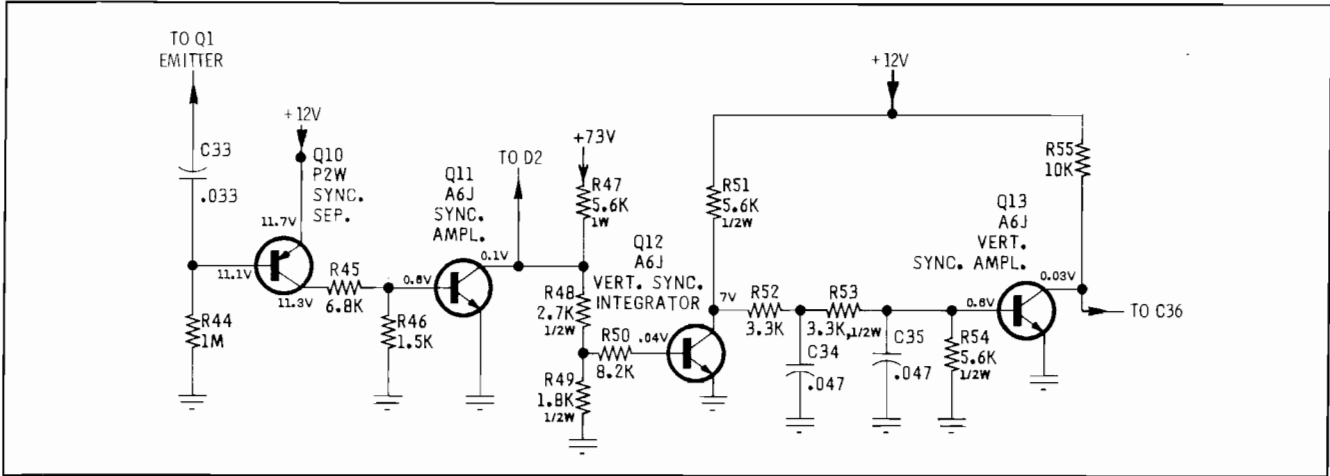 TO Q1
EMITTER
C33
.033
+12V
Q10
P2W
SYNC.
SEP.
11.7V
11.1V
11.3V
R44
1M
R45
6.8K
R46
1.5K
0.8V
Q11
A6J
SYNC.
AMPL.
0.1V
TO D2
+73V
R47
5.6K
1W
R48
2.7K
1/2W
R49
1.8K
1/2W
R50
8.2K
.04V
Q12
A6J
VERT. SYNC.
INTEGRATOR
R51
5.6K
1/2W
7V
+12V
R52
3.3K
R53
3.3K, 1/2W
C34
.047
C35
.047
0.8V
R54
5.6K
1/2W
Q13
A6J
VERT.
SYNC. AMPL.
0.03V
R55
10K
TO C36